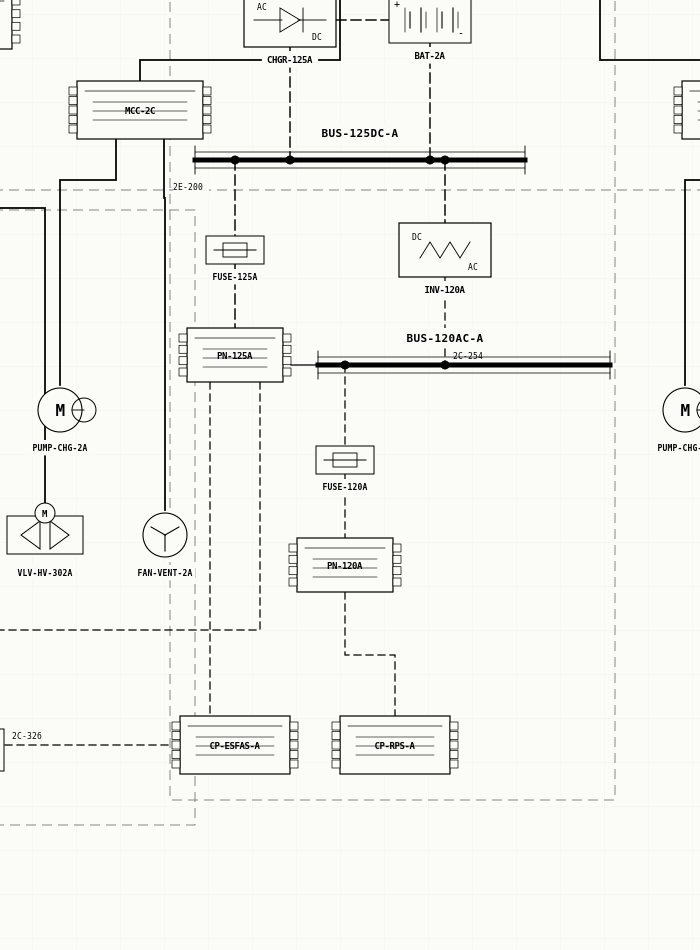 AC
DC
+
-
CHGR-125A
BAT-2A
MCC-2C
BUS-125DC-A
2E-200
DC
AC
FUSE-125A
INV-120A
BUS-120AC-A
PN-125A
2C-254
M
M
PUMP-CHG-2A
PUMP-CHG-
FUSE-120A
M
PN-120A
VLV-HV-302A
FAN-VENT-2A
2C-326
CP-ESFAS-A
CP-RPS-A